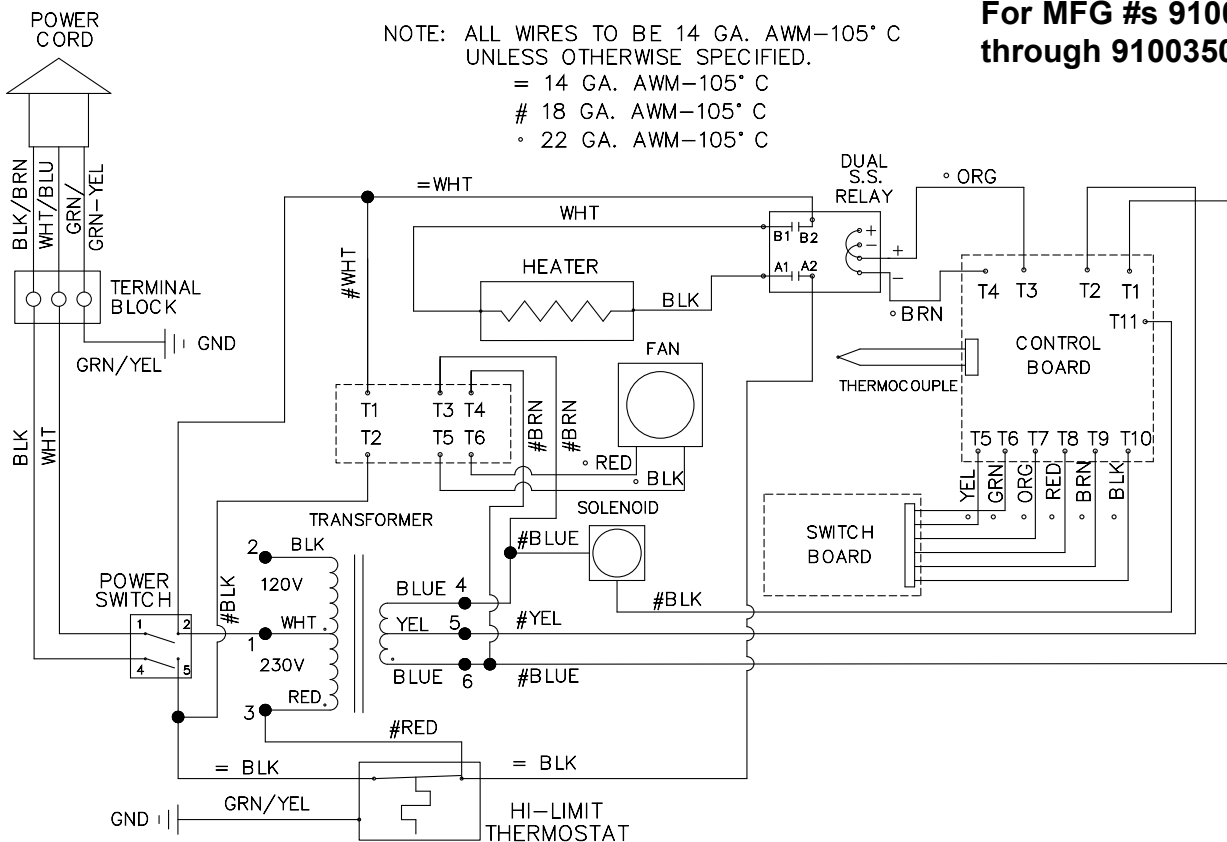 POWER
CORD
NOTE: ALL WIRES TO BE 14 GA. AWM–105° C
UNLESS OTHERWISE SPECIFIED.
= 14 GA. AWM–105° C
# 18 GA. AWM–105° C
∘ 22 GA. AWM–105° C
For MFG #s 9100
through 9100350
BLK/BRN
WHT/BLU
GRN/
GRN–YEL
TERMINAL
BLOCK
GND
GRN/YEL
BLK
WHT
=WHT
WHT
#WHT
HEATER
BLK
DUAL
S.S.
RELAY
B1 B2
A1 A2
+
–
+
–
∘ ORG
∘ BRN
T4 T3 T2 T1
T11
CONTROL
BOARD
THERMOCOUPLE
T5 T6 T7 T8 T9 T10
∘ YEL
∘ GRN
∘ ORG
∘ RED
∘ BRN
∘ BLK
SWITCH
BOARD
FAN
T1 T3 T4
T2 T5 T6
#BRN
#BRN
∘ RED
∘ BLK
SOLENOID
#BLUE
#BLK
TRANSFORMER
2 BLK
120V
WHT
1
230V
RED
3
BLUE 4
YEL 5
BLUE 6
#YEL
#BLUE
POWER
SWITCH
1 2
4 5
#BLK
#RED
= BLK
= BLK
GRN/YEL
GND
HI–LIMIT
THERMOSTAT